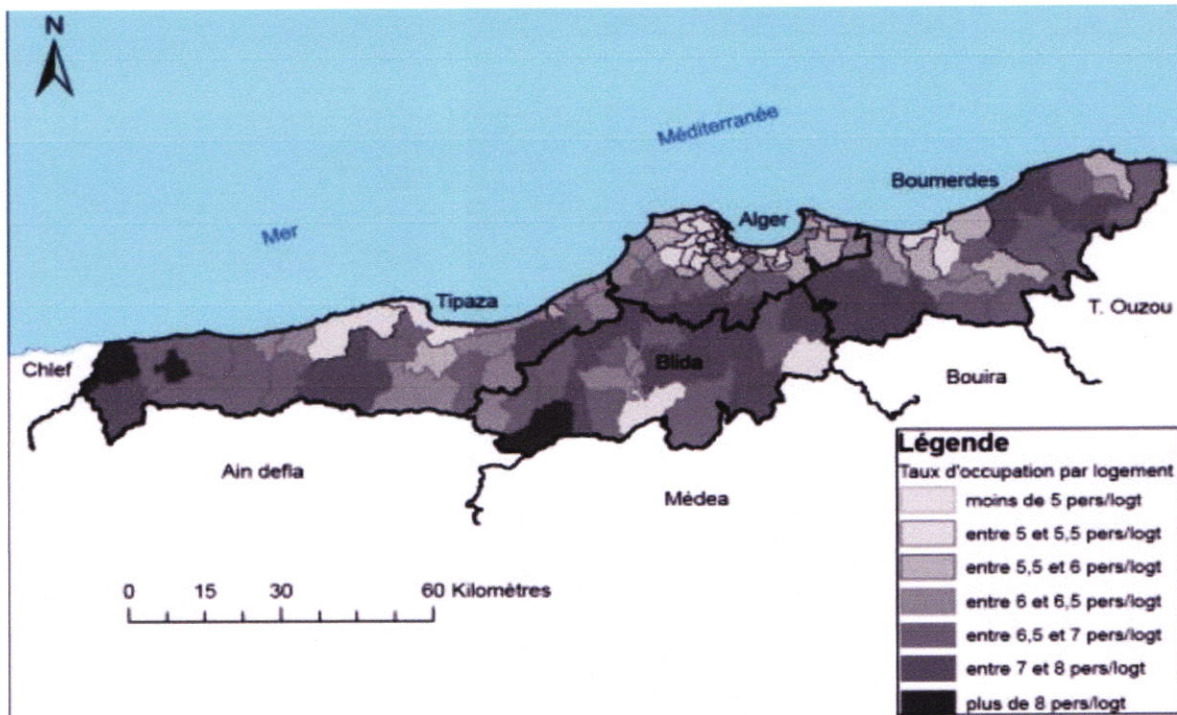 N
Méditerranée
Boumerdes
Alger
Mer
Tipaza
T. Ouzou
Chlef
Blida
Bouira
Ain defla
Médea
0 15 30 60 Kilomètres
Légende
Taux d'occupation par logement
moins de 5 pers/logt
entre 5 et 5,5 pers/logt
entre 5,5 et 6 pers/logt
entre 6 et 6,5 pers/logt
entre 6,5 et 7 pers/logt
entre 7 et 8 pers/logt
plus de 8 pers/logt